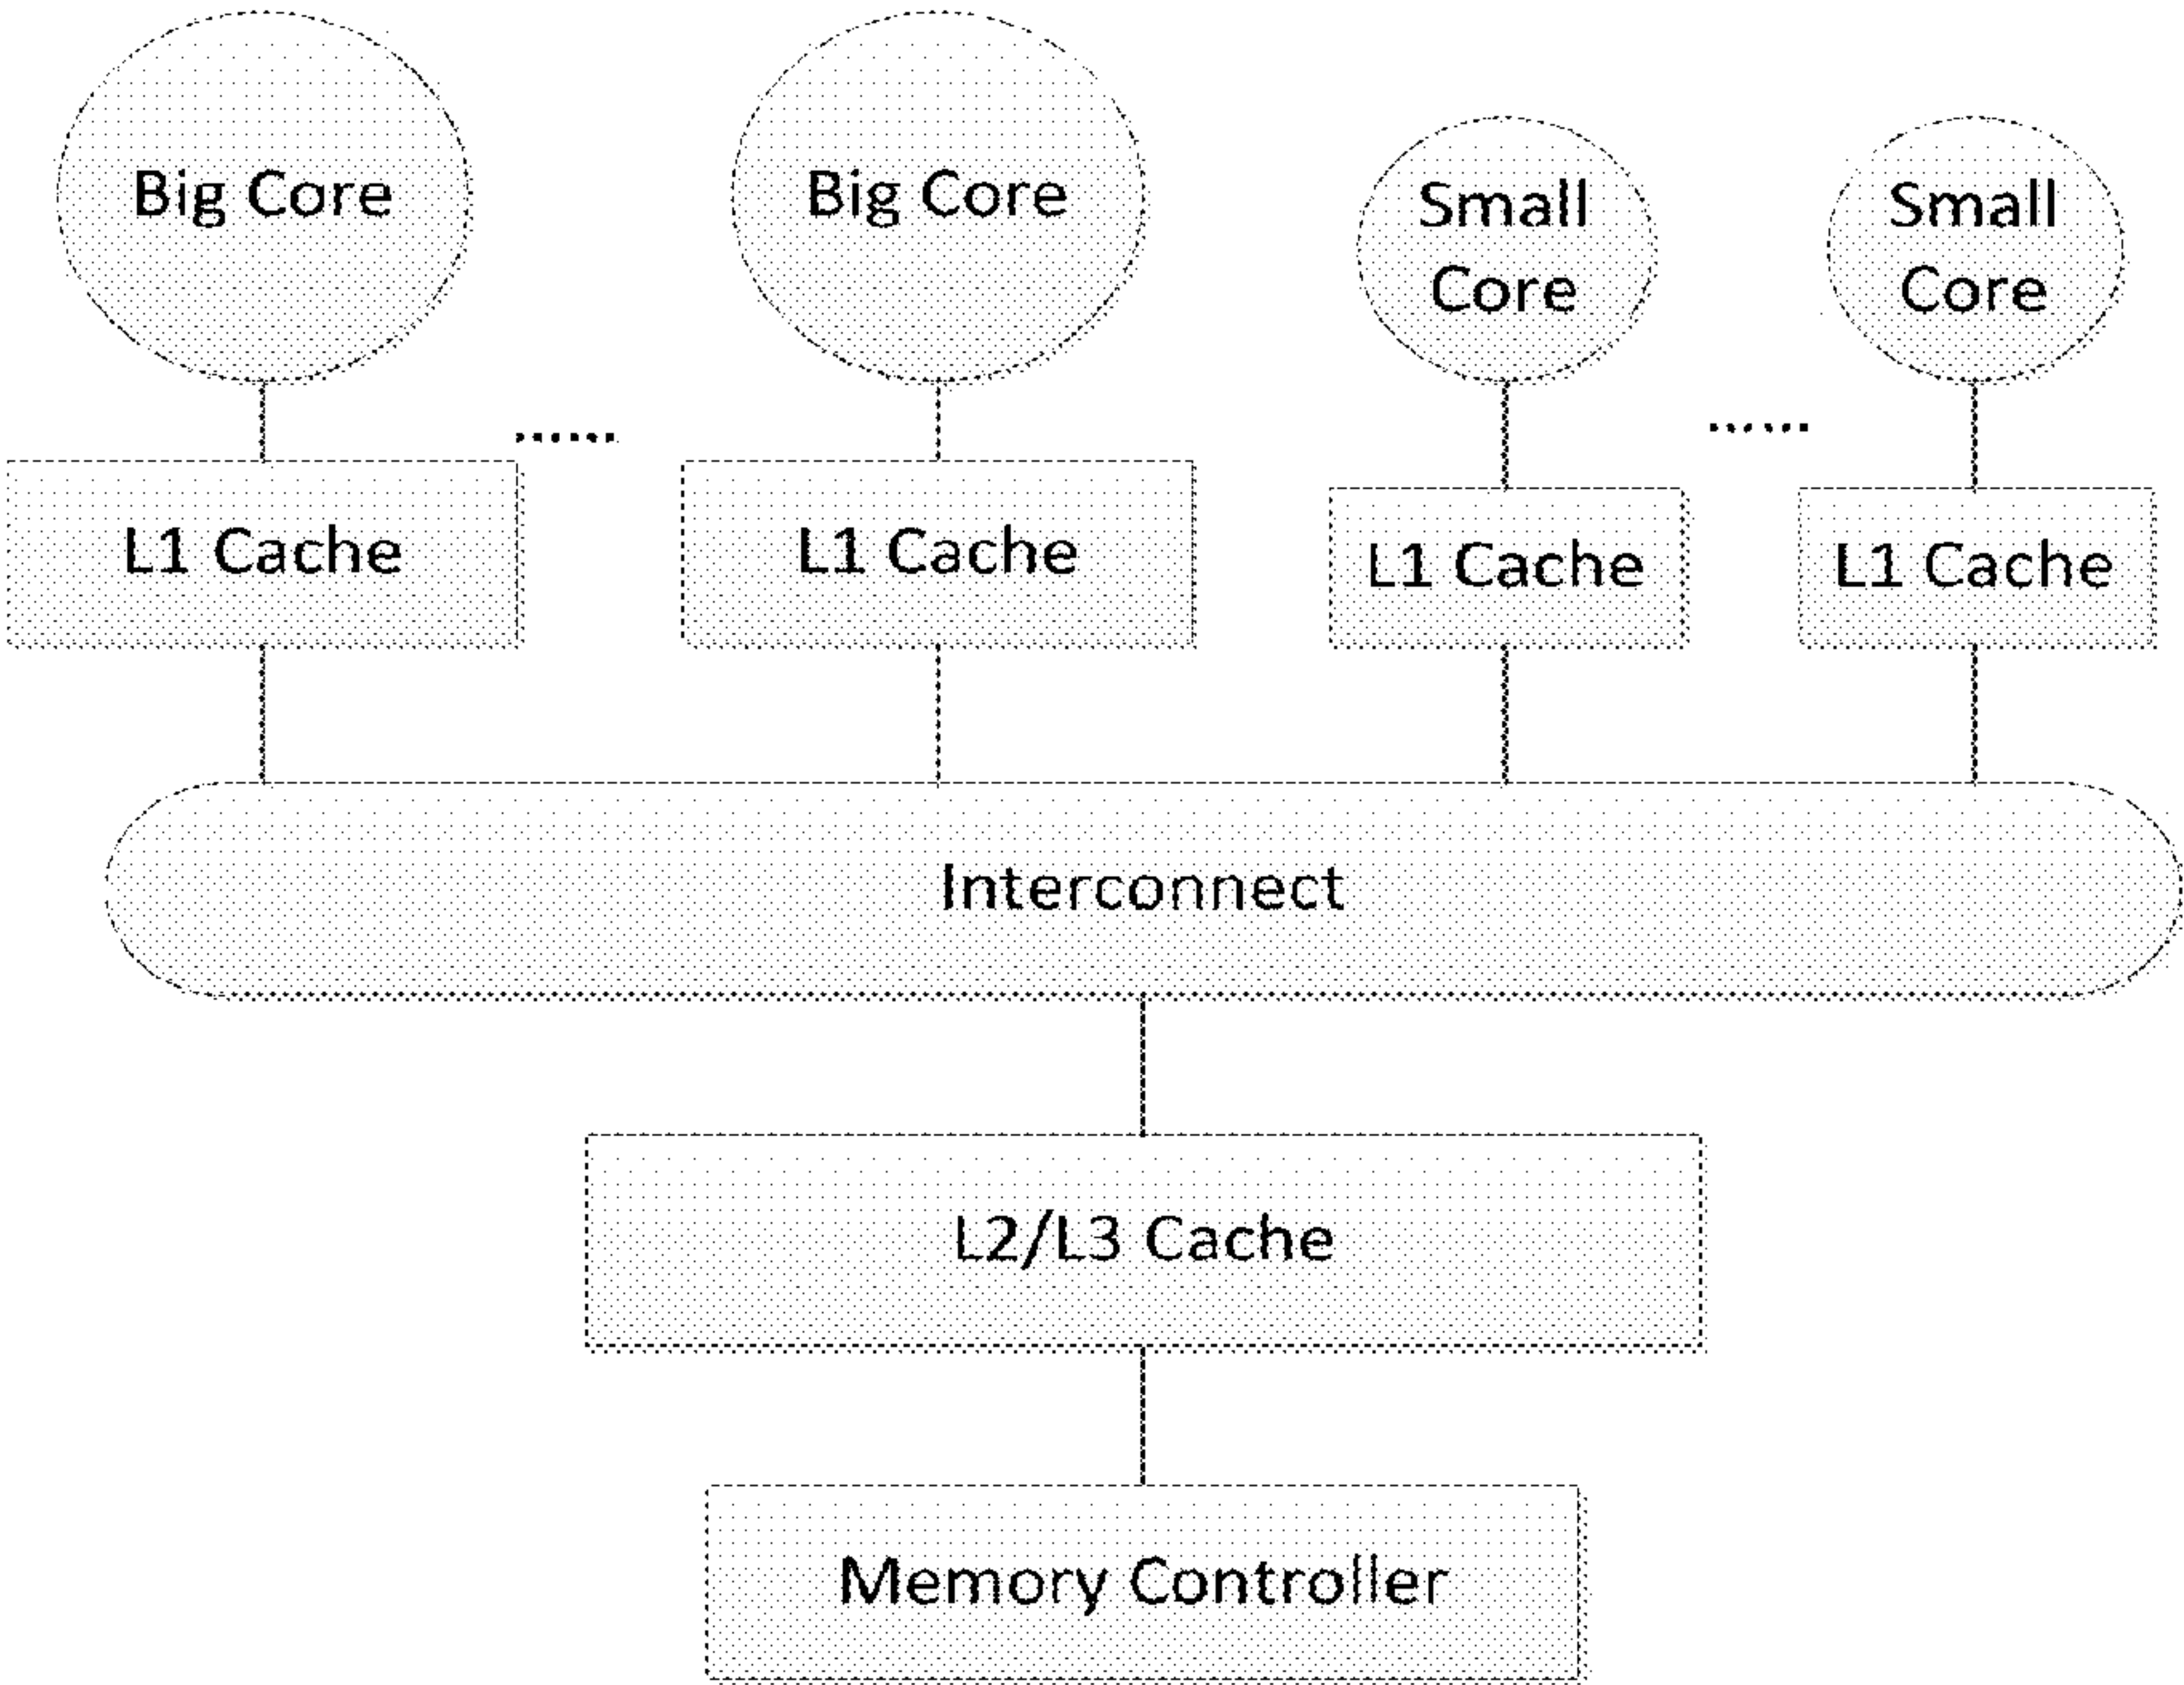 Big Core
Big Core
Small
Core
Small
Core
L1 Cache
L1 Cache
L1 Cache
L1 Cache
Interconnect
L2/L3 Cache
Memory Controller